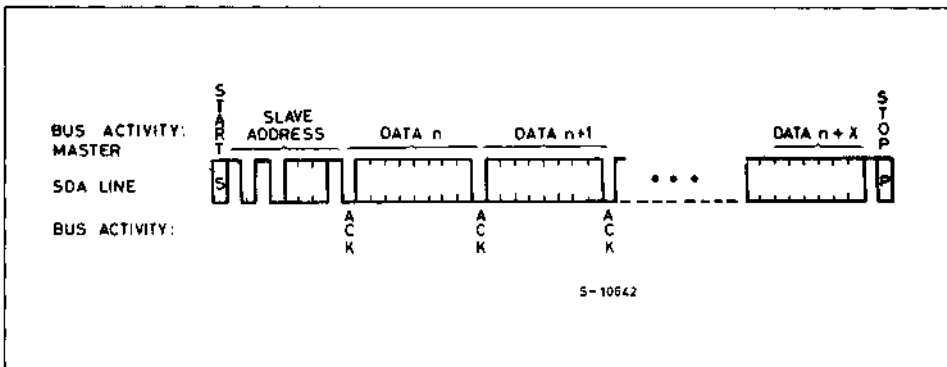 START
STOP
BUS ACTIVITY:
MASTER
SLAVE
ADDRESS
DATA n
DATA n+1
DATA n + X
SDA LINE
S
• • •
P
BUS ACTIVITY:
ACK
ACK
ACK
S-10642